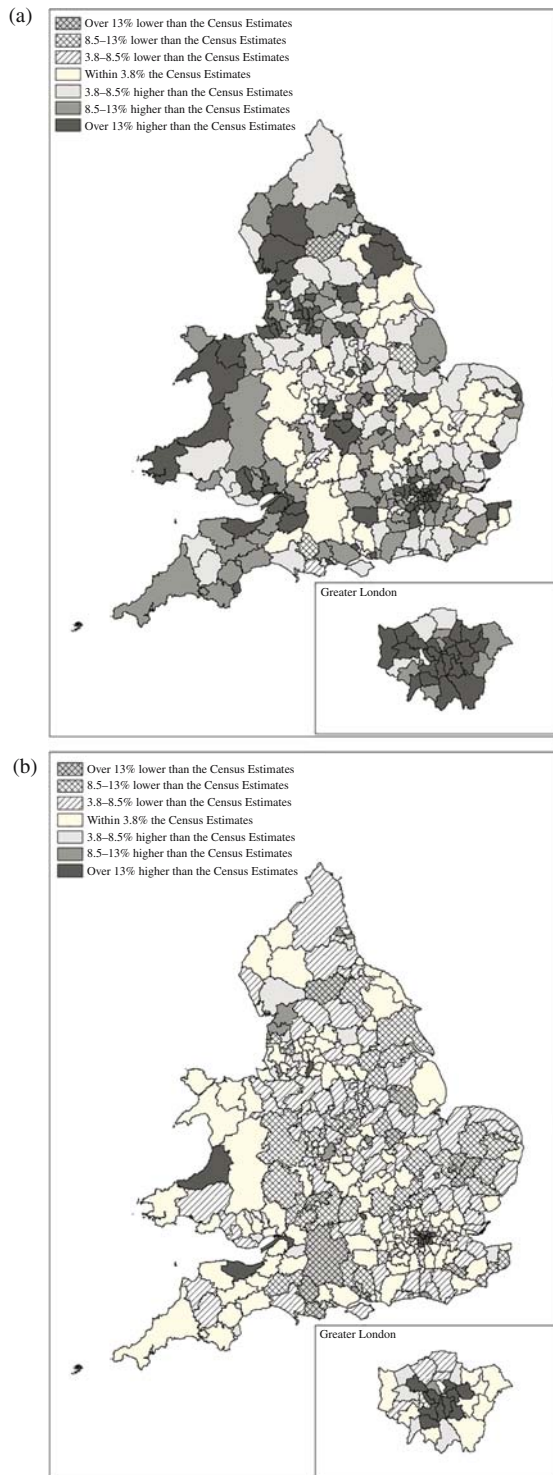 (a)
Over 13% lower than the Census Estimates
8.5–13% lower than the Census Estimates
3.8–8.5% lower than the Census Estimates
Within 3.8% the Census Estimates
3.8–8.5% higher than the Census Estimates
8.5–13% higher than the Census Estimates
Over 13% higher than the Census Estimates
Greater London
(b)
Over 13% lower than the Census Estimates
8.5–13% lower than the Census Estimates
3.8–8.5% lower than the Census Estimates
Within 3.8% the Census Estimates
3.8–8.5% higher than the Census Estimates
8.5–13% higher than the Census Estimates
Over 13% higher than the Census Estimates
Greater London